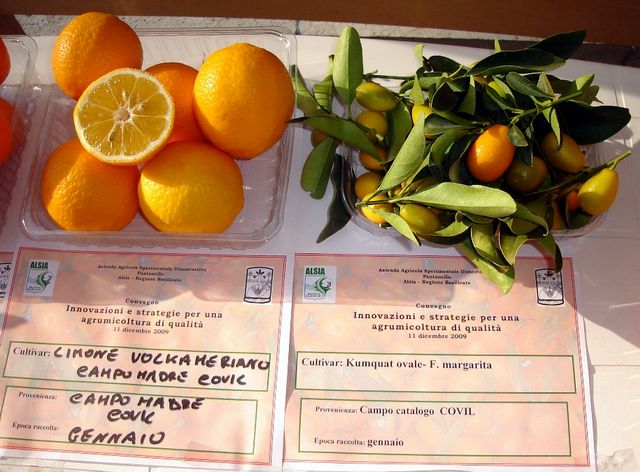 ALSIA
Azienda Agricola Sperimentale Dimostrativa
Pantanello
Alsia - Regione Basilicata
Convegno
Innovazioni e strategie per una
agrumicoltura di qualità
11 dicembre 2009
Cultivar: LIMONE VOLKAMERIANO
CAMPO MADRE COVIL
Provenienza: CAMPO MADRE
COVIL
Epoca raccolta: GENNAIO
ALSIA
Azienda Agricola Sperimentale Dimostrativa
Pantanello
Alsia - Regione Basilicata
Convegno
Innovazioni e strategie per una
agrumicoltura di qualità
11 dicembre 2009
Cultivar: Kumquat ovale- F. margarita
Provenienza: Campo catalogo COVIL
Epoca raccolta: gennaio